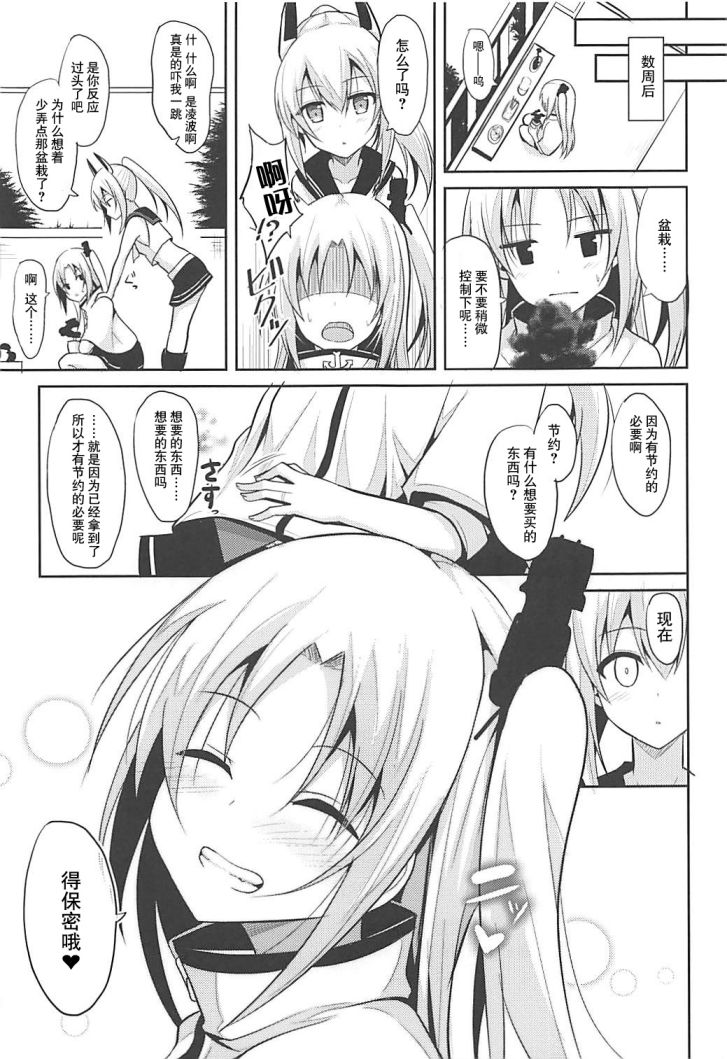 数周后
嗯——呜
盆栽……
要不要稍微
控制下呢……
怎么了吗？
啊呀
!?
ビクッ
什 什么啊 是凌波啊
真是的吓我一跳
是你反应
过头了吧
为什么想着
少弄点那盆栽了？
啊 这个……
因为有节约的
必要啊
节约？
有什么想要买的
东西吗？
想要的东西……
想要的东西吗
さすっ
……就是因为已经拿到了
所以才有节约的必要呢
现在
得保密哦
♥